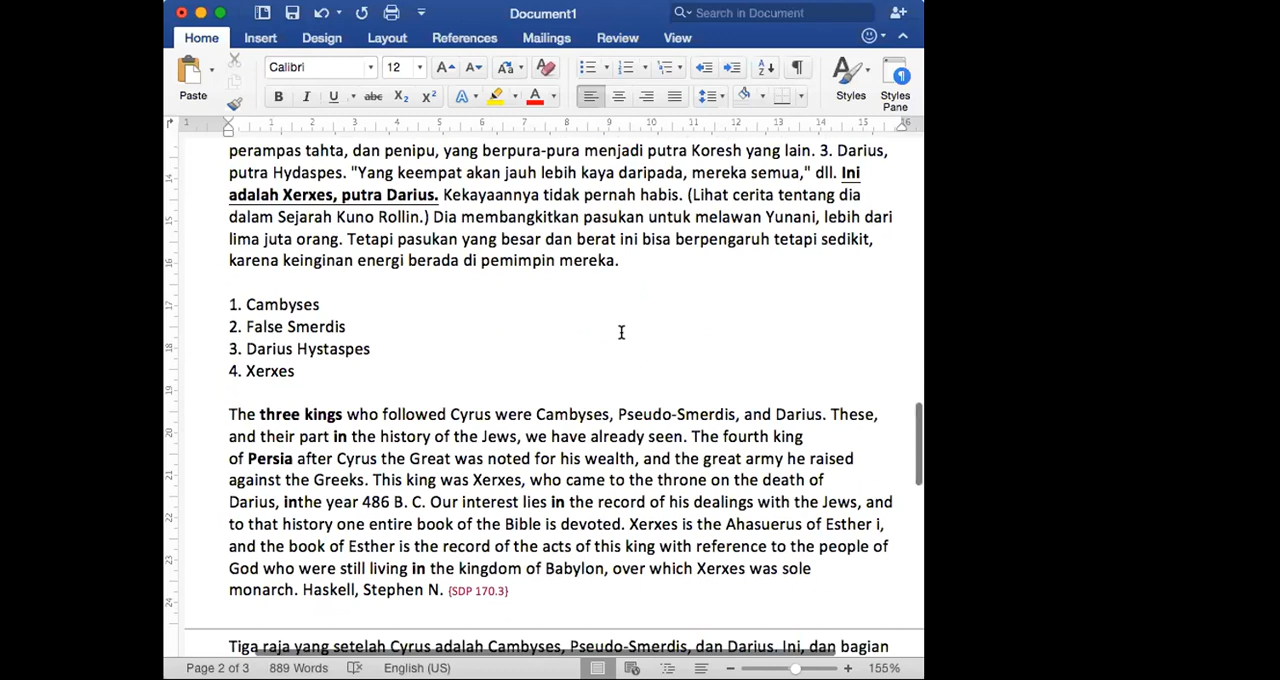 Document1
Search in Document
Home Insert Design Layout References Mailings Review View
Paste
Calibri 12
Styles
Styles Pane
perampas tahta, dan penipu, yang berpura-pura menjadi putra Koresh yang lain. 3. Darius,
putra Hydaspes. "Yang keempat akan jauh lebih kaya daripada, mereka semua," dll. Ini
adalah Xerxes, putra Darius. Kekayaannya tidak pernah habis. (Lihat cerita tentang dia
dalam Sejarah Kuno Rollin.) Dia membangkitkan pasukan untuk melawan Yunani, lebih dari
lima juta orang. Tetapi pasukan yang besar dan berat ini bisa berpengaruh tetapi sedikit,
karena keinginan energi berada di pemimpin mereka.
1. Cambyses
2. False Smerdis
3. Darius Hystaspes
4. Xerxes
The three kings who followed Cyrus were Cambyses, Pseudo-Smerdis, and Darius. These,
and their part in the history of the Jews, we have already seen. The fourth king
of Persia after Cyrus the Great was noted for his wealth, and the great army he raised
against the Greeks. This king was Xerxes, who came to the throne on the death of
Darius, inthe year 486 B. C. Our interest lies in the record of his dealings with the Jews, and
to that history one entire book of the Bible is devoted. Xerxes is the Ahasuerus of Esther i,
and the book of Esther is the record of the acts of this king with reference to the people of
God who were still living in the kingdom of Babylon, over which Xerxes was sole
monarch. Haskell, Stephen N. {SDP 170.3}
Tiga raja yang setelah Cyrus adalah Cambyses, Pseudo-Smerdis, dan Darius. Ini, dan bagian
Page 2 of 3 889 Words English (US) 155%